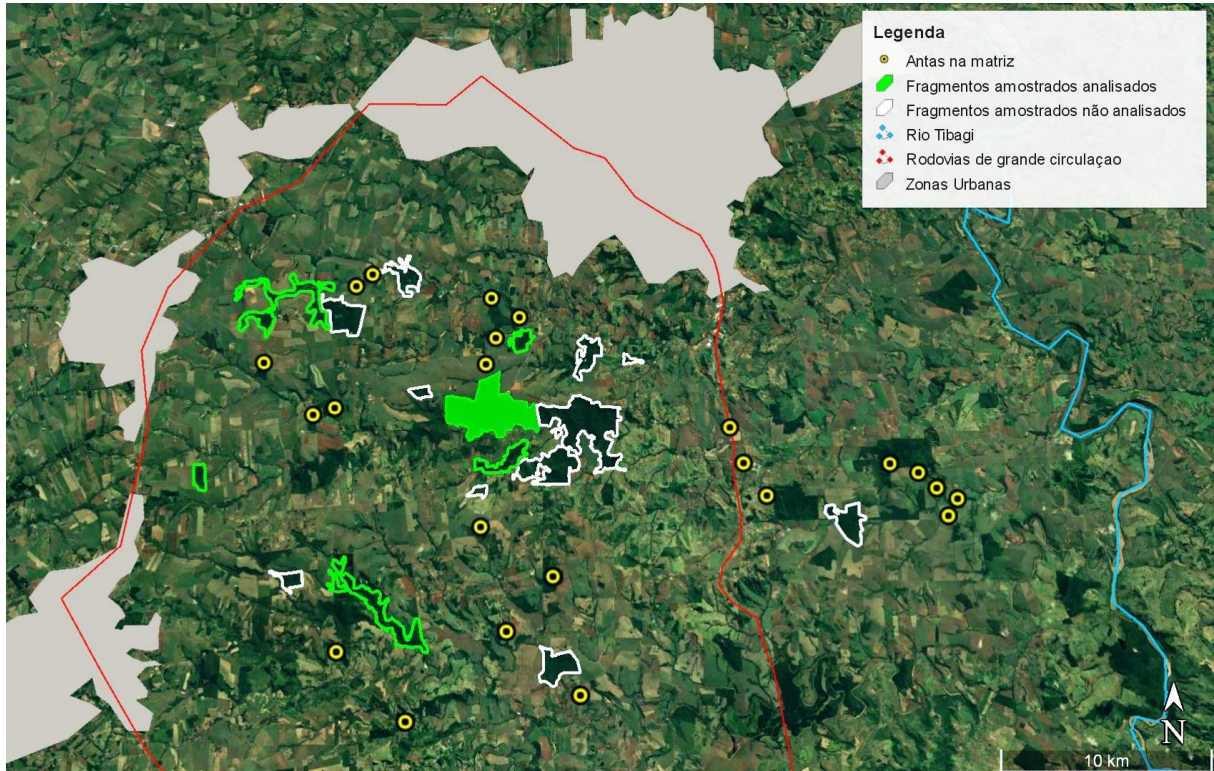 Legenda
Antas na matriz
Fragmentos amostrados analisados
Fragmentos amostrados não analisados
Rio Tibagi
Rodovias de grande circulaçao
Zonas Urbanas
N
10 km